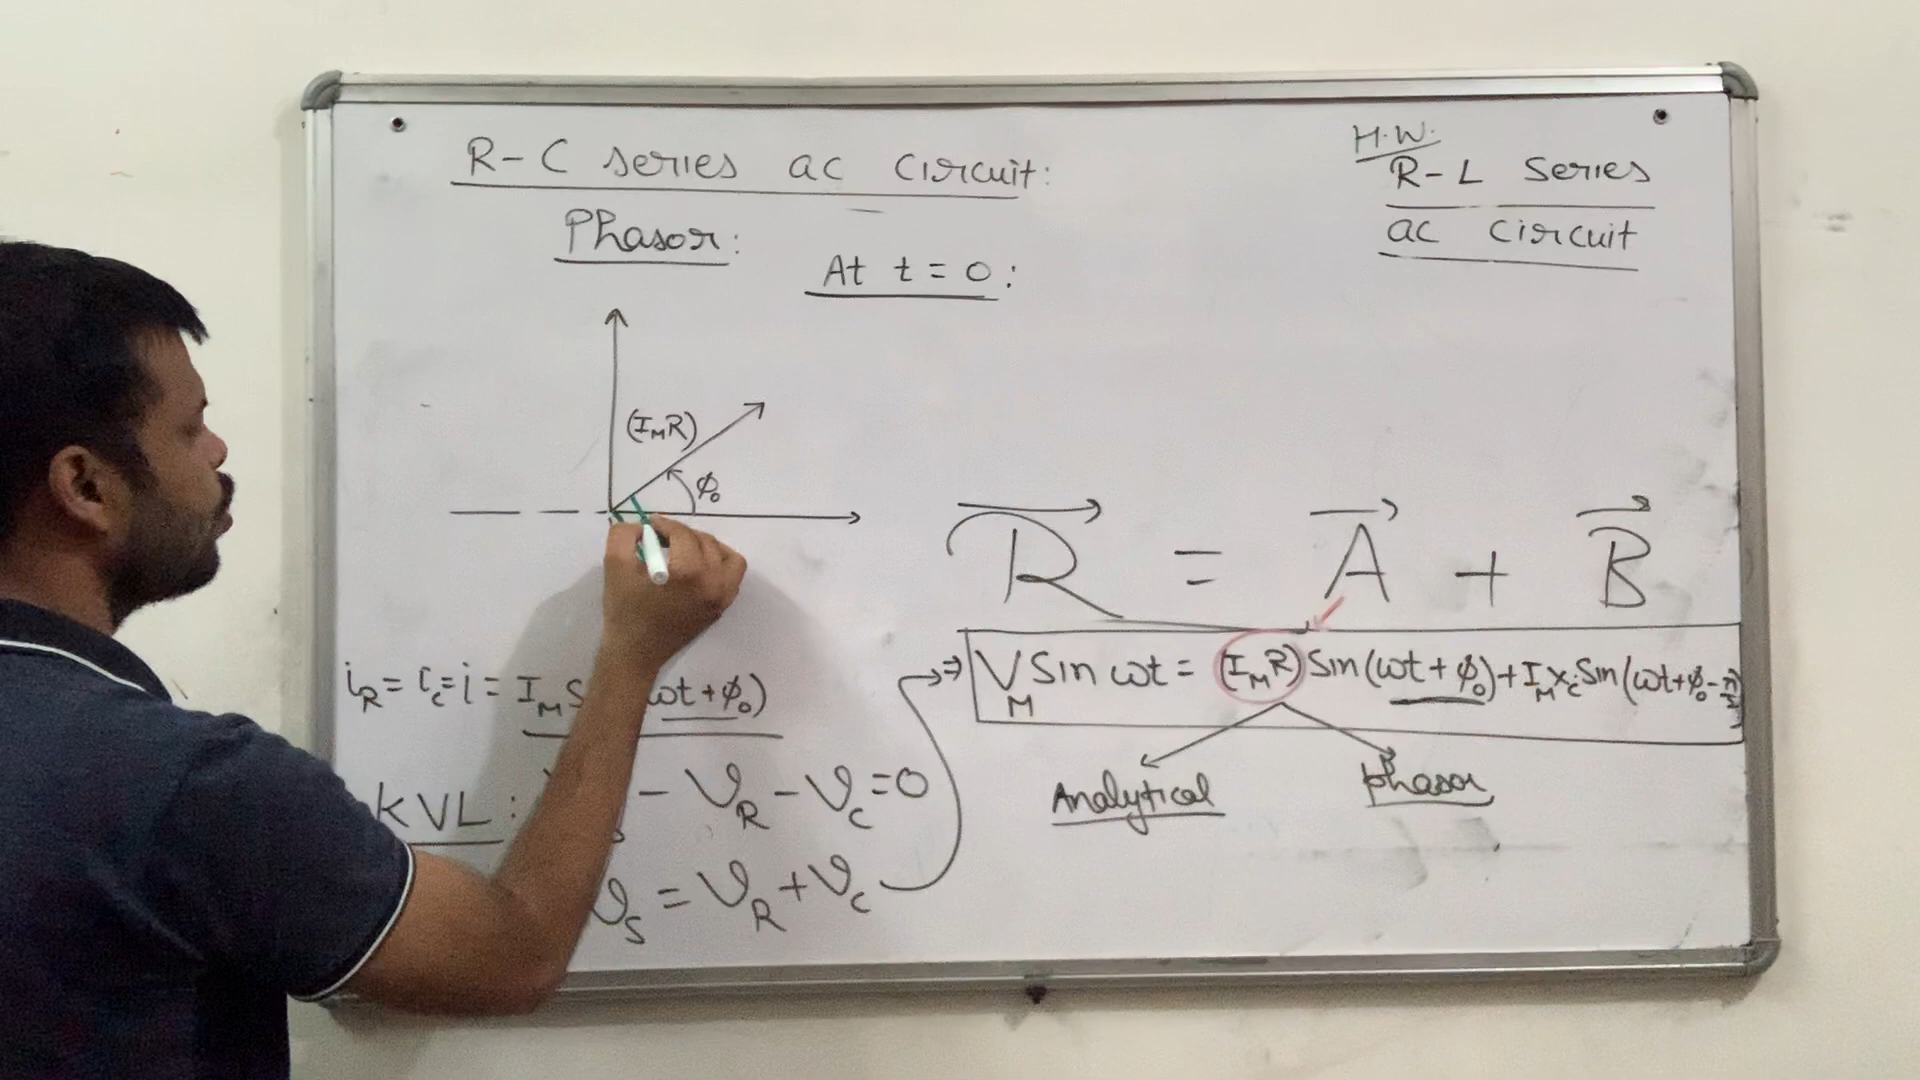 R-C series ac circuit:
H.W.
R-L Series
ac circuit
Phasor:
At t = 0:
(I_M R)
φ₀
R⃗ = A⃗ + B⃗
i_R = i_c = i = I_M S ωt + φ₀)
⇒ V_M Sin ωt = (I_M R) Sin (ωt + φ₀) + I_M X_c Sin (ωt + φ₀ - π/2)
Analytical
phasor
KVL: - V_R - V_c = 0
V_S = V_R + V_c